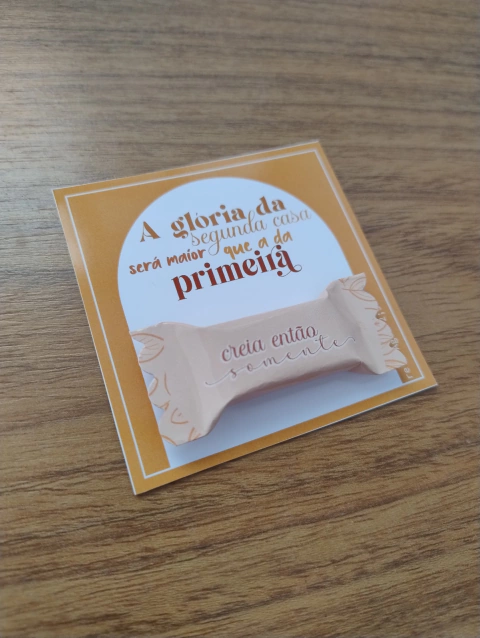 A glória da
segunda casa
será maior que a da
primeira
creia então
somente